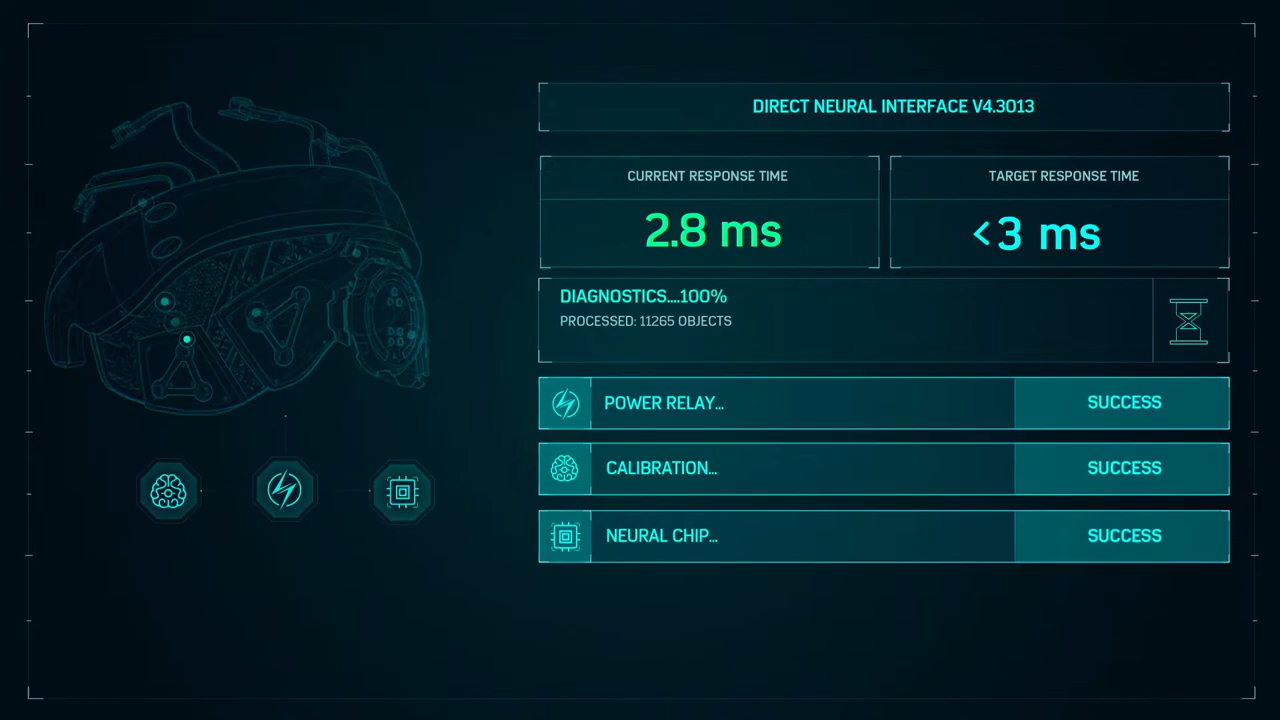 DIRECT NEURAL INTERFACE V4.3013
CURRENT RESPONSE TIME
2.8 ms
TARGET RESPONSE TIME
<3 ms
DIAGNOSTICS....100%
PROCESSED: 11265 OBJECTS
POWER RELAY...
SUCCESS
CALIBRATION...
SUCCESS
NEURAL CHIP...
SUCCESS